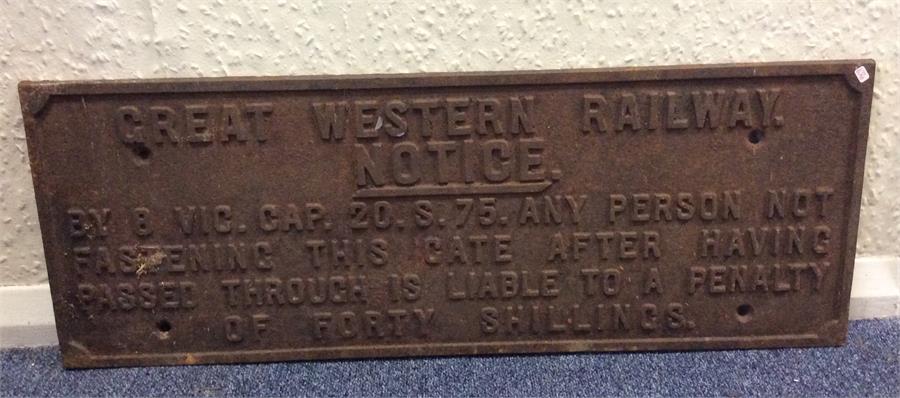 GREAT WESTERN RAILWAY.
NOTICE.
BY 8 VIC. CAP. 20. S. 75. ANY PERSON NOT
FASTENING THIS GATE AFTER HAVING
PASSED THROUGH IS LIABLE TO A PENALTY
OF FORTY SHILLINGS.